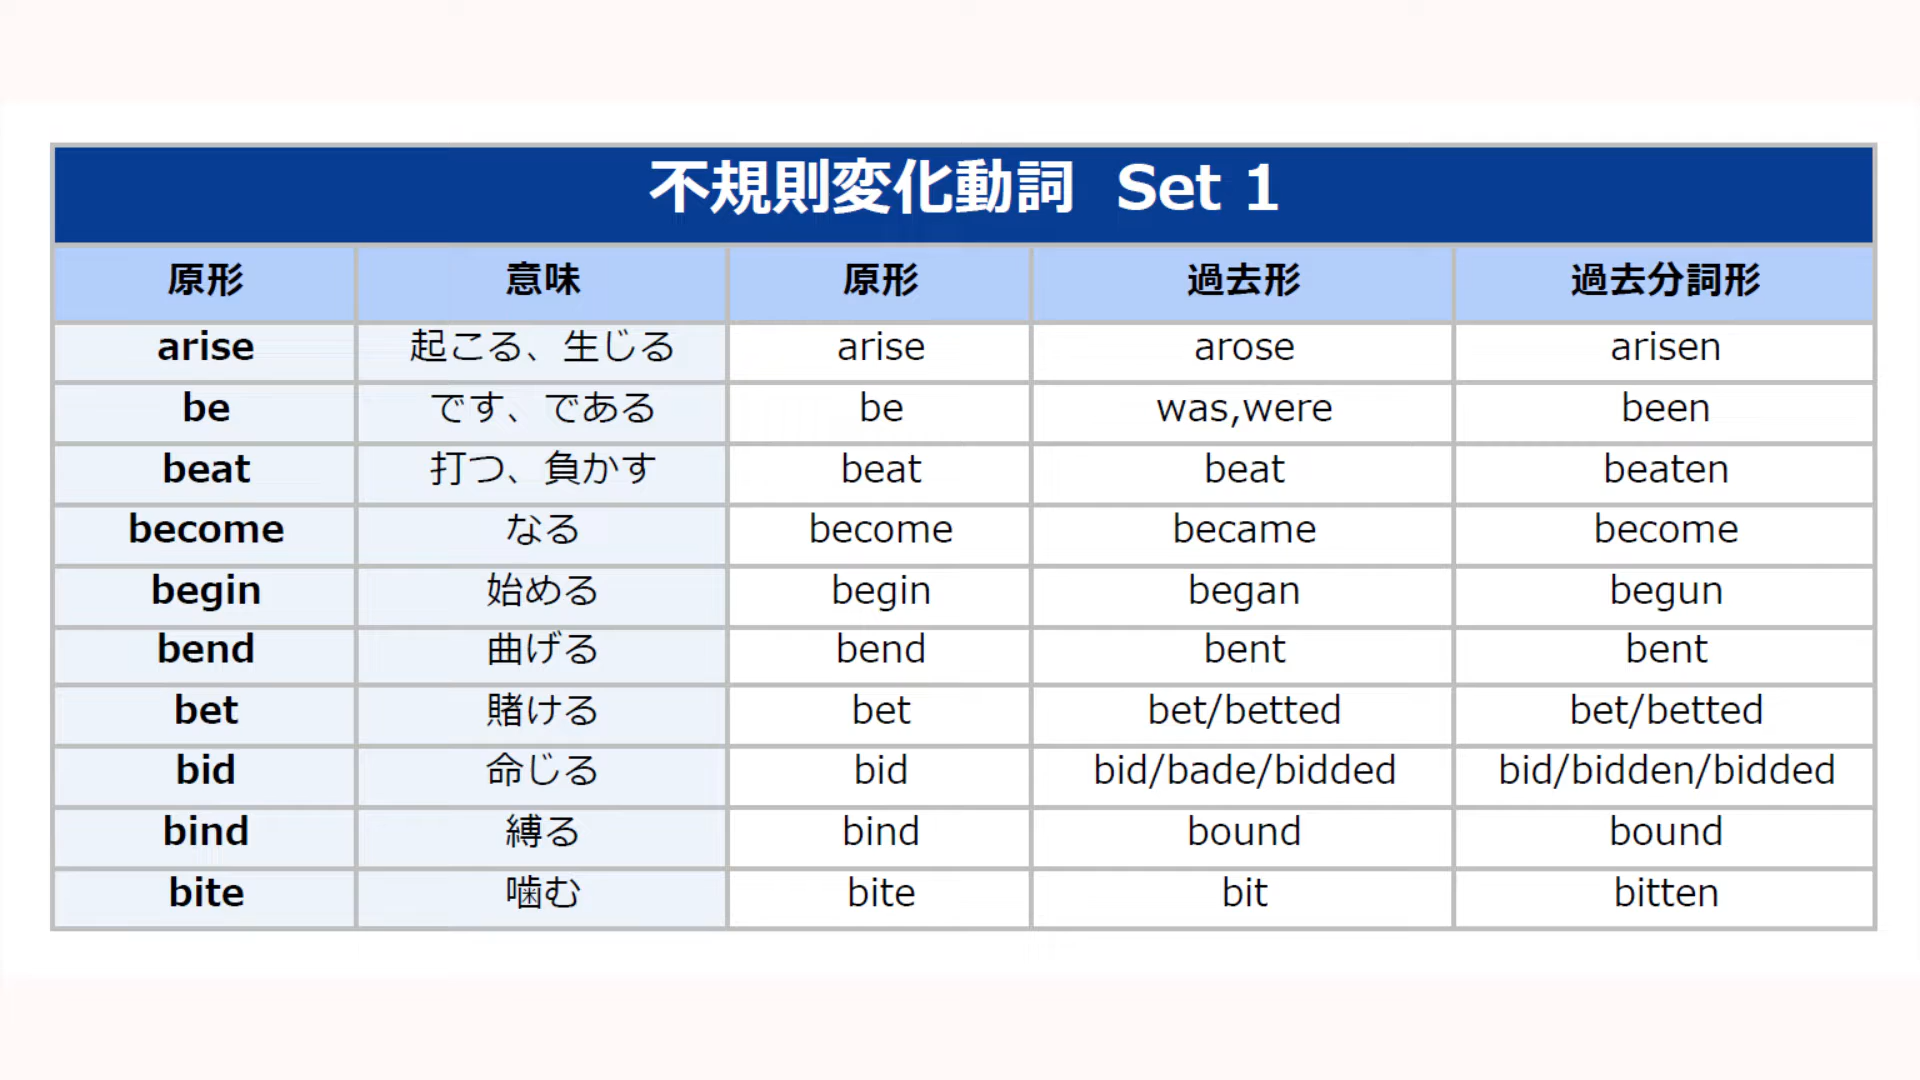 不規則変化動詞 Set 1
原形 意味 原形 過去形 過去分詞形
arise 起こる、生じる arise arose arisen
be です、である be was,were been
beat 打つ、負かす beat beat beaten
become なる become became become
begin 始める begin began begun
bend 曲げる bend bent bent
bet 賭ける bet bet/betted bet/betted
bid 命じる bid bid/bade/bidded bid/bidden/bidded
bind 縛る bind bound bound
bite 噛む bite bit bitten